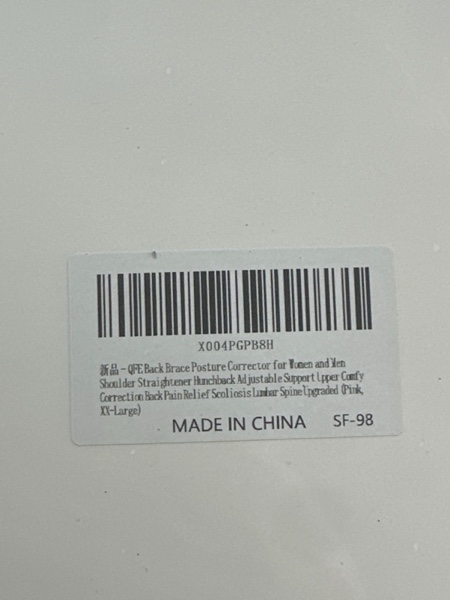 X004PGPB8H
新品 - QFE Back Brace Posture Corrector for Women and Men
Shoulder Straightener Hunchback Adjustable Support Upper Comfy
Correction Back Pain Relief Scoliosis Lumbar Spine Upgraded (Pink,
XX-Large)
MADE IN CHINA SF-98